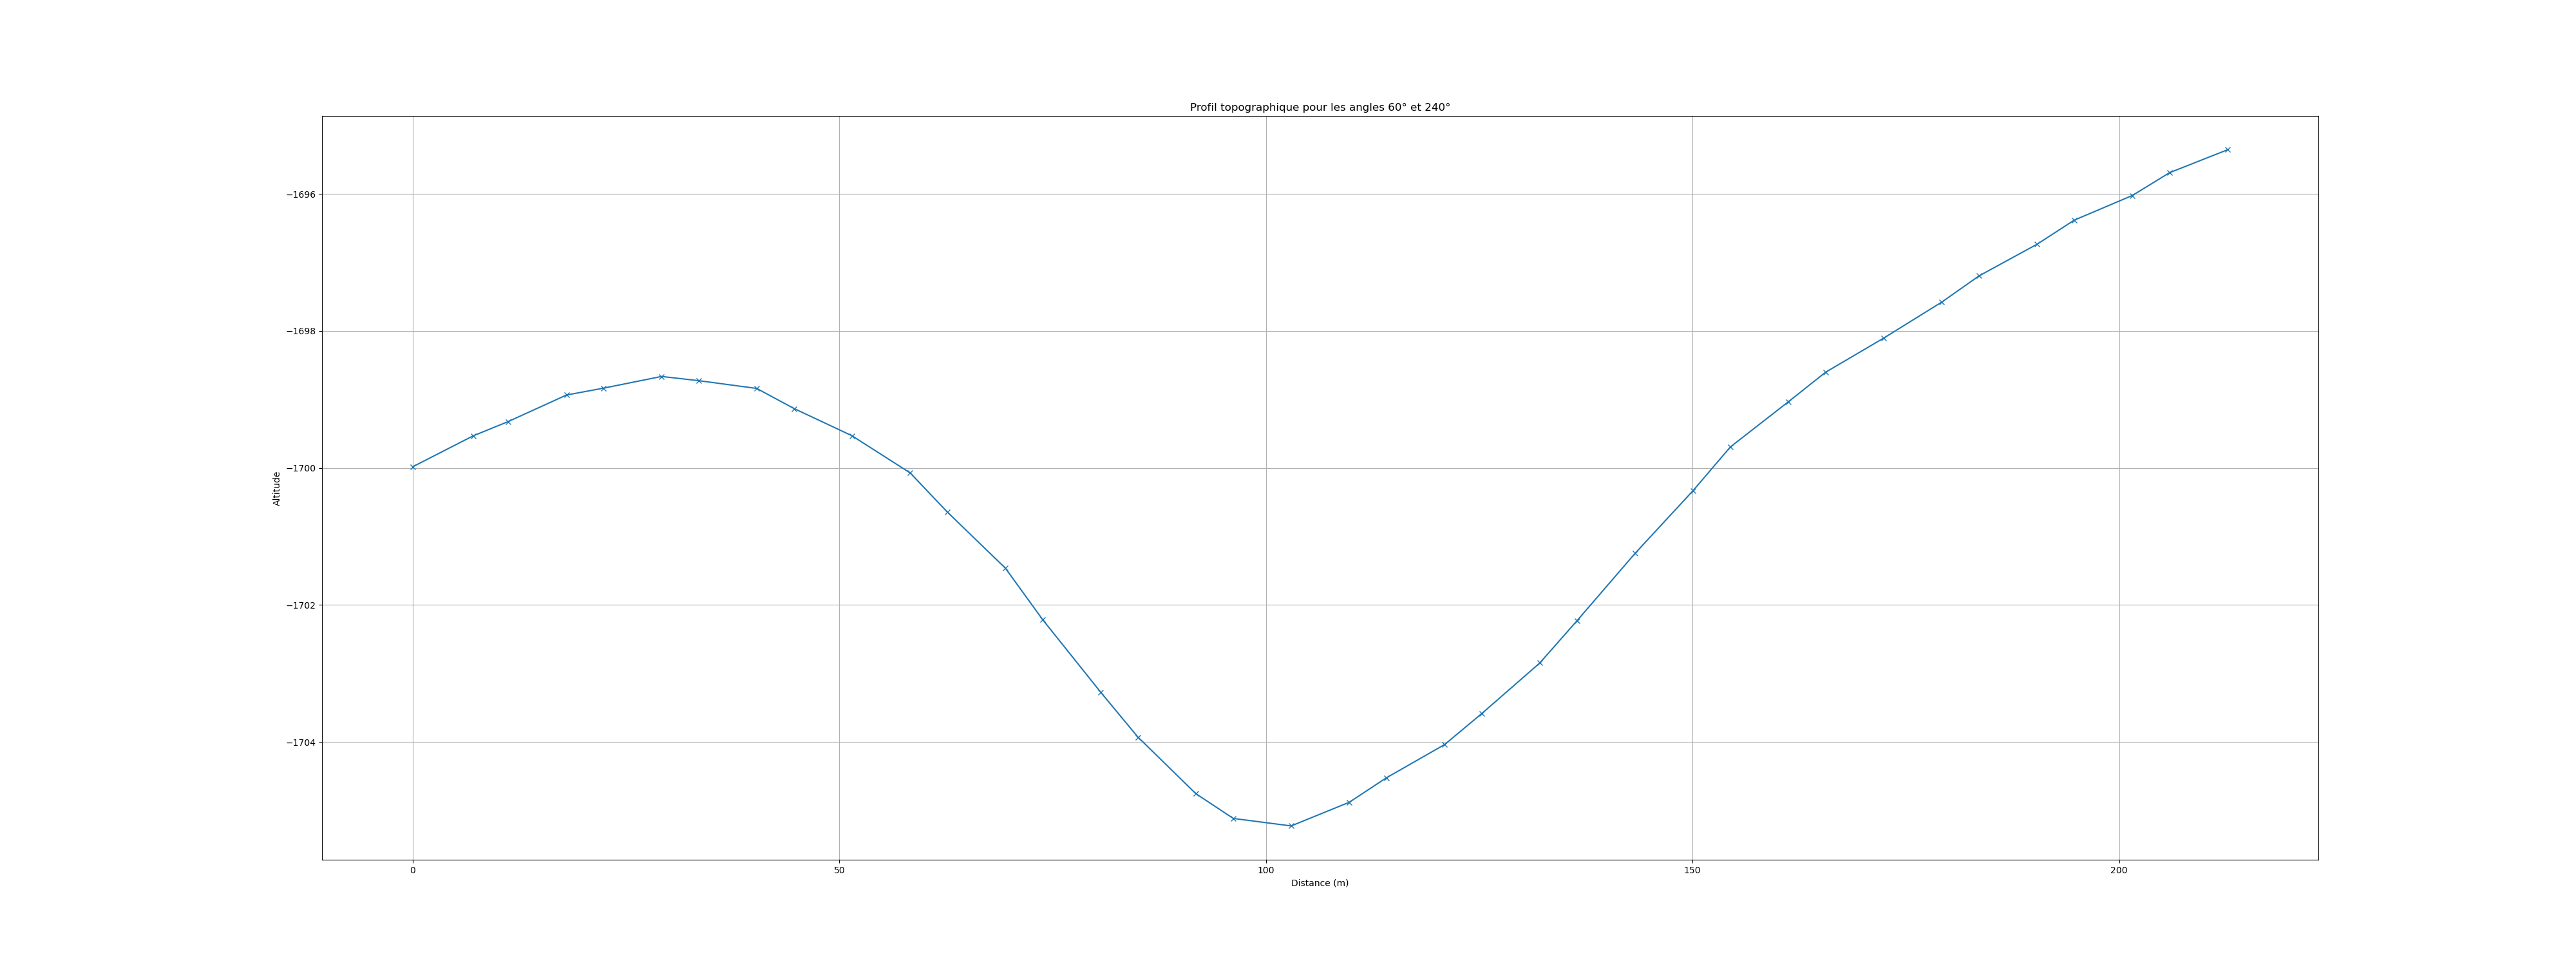 Profil topographique pour les angles 60° et 240°
Altitude
−1696
−1698
−1700
−1702
−1704
0 50 100 150 200
Distance (m)